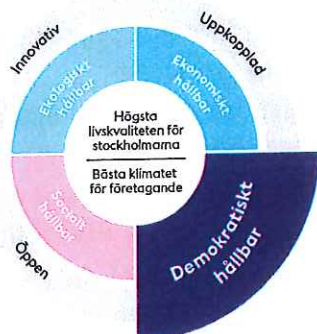 Innovativ
Uppkopplad
Ekologiskt
hållbar
Ekonomiskt
hållbar
Högsta
livskvaliteten för
stockholmarna
Bästa klimatet
för företagande
Socialt
hållbar
Demokratiskt
hållbar
Öppen